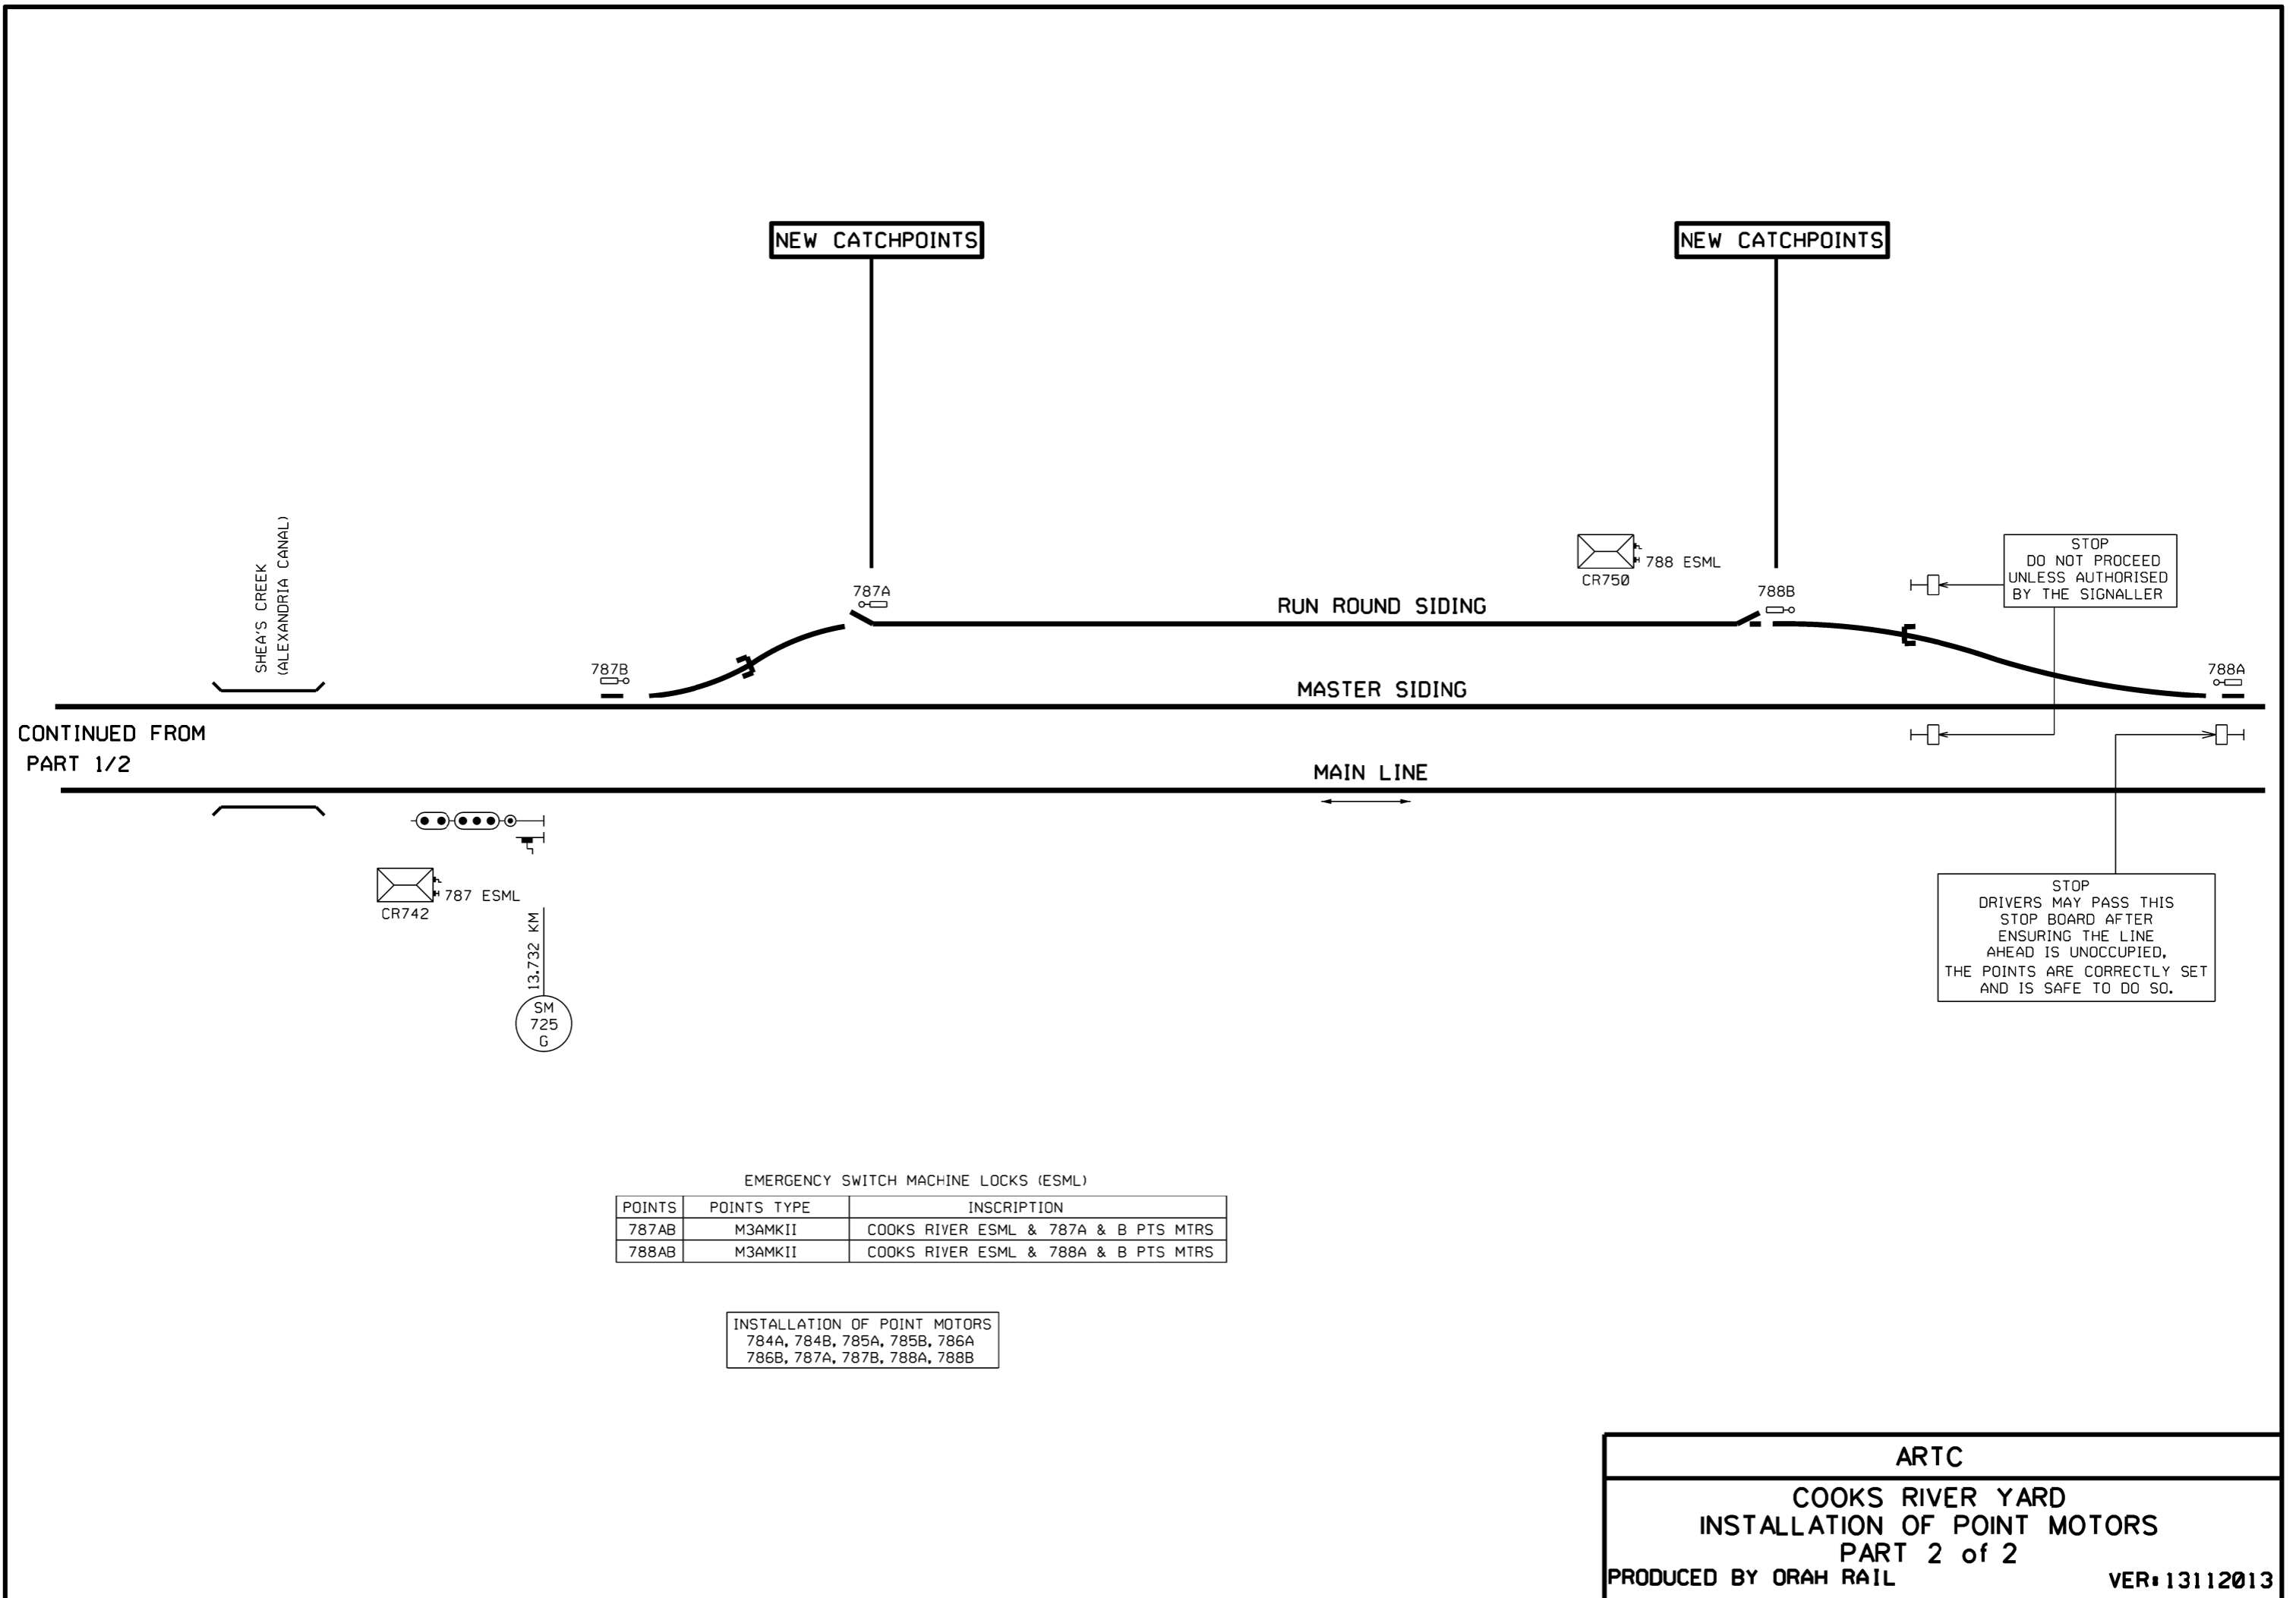 NEW CATCHPOINTS
NEW CATCHPOINTS
SHEA'S CREEK
(ALEXANDRIA CANAL)
787A
788 ESML
CR750
788B
STOP
DO NOT PROCEED
UNLESS AUTHORISED
BY THE SIGNALLER
RUN ROUND SIDING
787B
788A
MASTER SIDING
CONTINUED FROM
PART 1/2
MAIN LINE
787 ESML
CR742
13.732 KM
SM
725
G
STOP
DRIVERS MAY PASS THIS
STOP BOARD AFTER
ENSURING THE LINE
AHEAD IS UNOCCUPIED,
THE POINTS ARE CORRECTLY SET
AND IS SAFE TO DO SO.
EMERGENCY SWITCH MACHINE LOCKS (ESML)
POINTS POINTS TYPE INSCRIPTION
787AB M3AMKII COOKS RIVER ESML & 787A & B PTS MTRS
788AB M3AMKII COOKS RIVER ESML & 788A & B PTS MTRS
INSTALLATION OF POINT MOTORS
784A, 784B, 785A, 785B, 786A
786B, 787A, 787B, 788A, 788B
ARTC
COOKS RIVER YARD
INSTALLATION OF POINT MOTORS
PART 2 of 2
PRODUCED BY ORAH RAIL VER:13112013